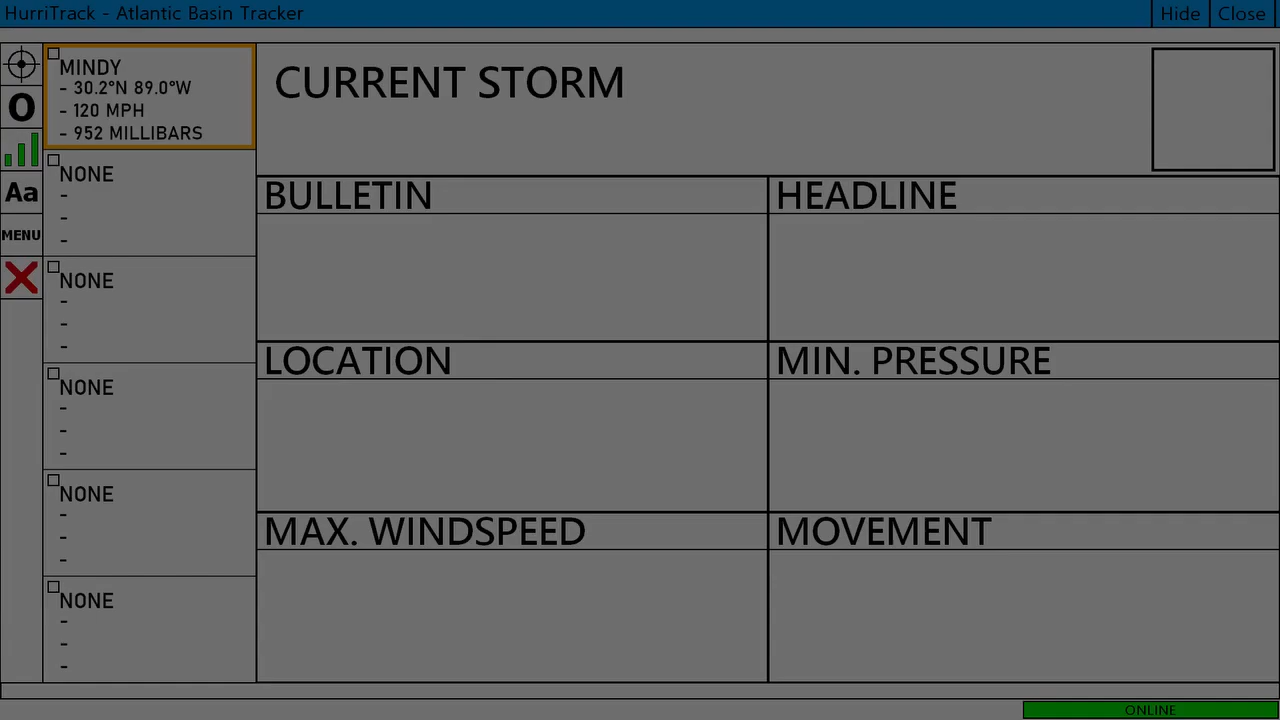 HurriTrack - Atlantic Basin Tracker
Hide
Close
O
Aa
MENU
MINDY
- 30.2°N 89.0°W
- 120 MPH
- 952 MILLIBARS
NONE
-
-
-
NONE
-
-
-
NONE
-
-
-
NONE
-
-
-
NONE
-
-
-
CURRENT STORM
BULLETIN
HEADLINE
LOCATION
MIN. PRESSURE
MAX. WINDSPEED
MOVEMENT
ONLINE